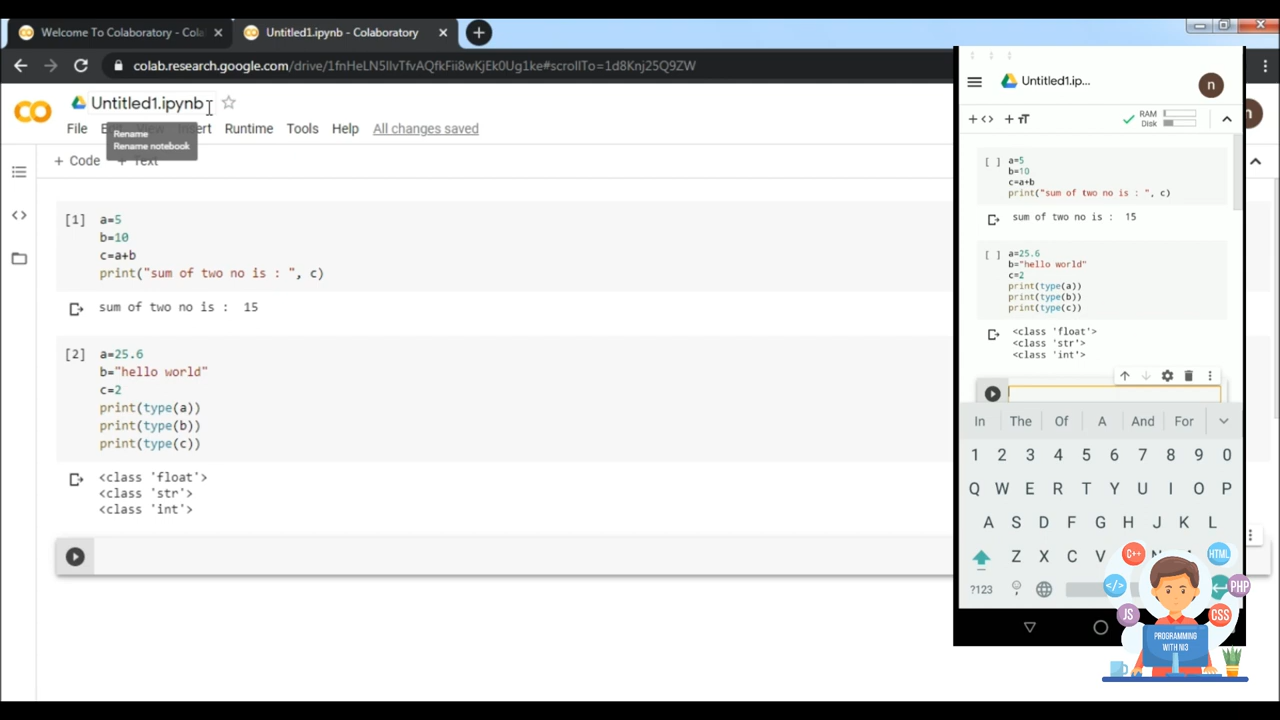 Welcome To Colaboratory - Cola
Untitled1.ipynb - Colaboratory
colab.research.google.com/drive/1fnHeLN5IlvTfvAQfkFii8wKjEk0Ug1ke#scrollTo=1d8Knj25Q9ZW
CO
Untitled1.ipynb
File Insert Runtime Tools Help All changes saved
Rename
Rename notebook
+ Code + Text
[1] a=5
b=10
c=a+b
print("sum of two no is : ", c)
sum of two no is : 15
[2] a=25.6
b="hello world"
c=2
print(type(a))
print(type(b))
print(type(c))
<class 'float'>
<class 'str'>
<class 'int'>
n
Untitled1.ip...
n
+<> +тT
RAM
Disk
[ ] a=5
b=10
c=a+b
print("sum of two no is : ", c)
sum of two no is : 15
[ ] a=25.6
b="hello world"
c=2
print(type(a))
print(type(b))
print(type(c))
<class 'float'>
<class 'str'>
<class 'int'>
In The Of A And For
1 2 3 4 5 6 7 8 9 0
Q W E R T Y U I O P
A S D F G H J K L
Z X C V
?123
C++
HTML
</>
PHP
JS
CSS
PROGRAMMING
WITH NI3